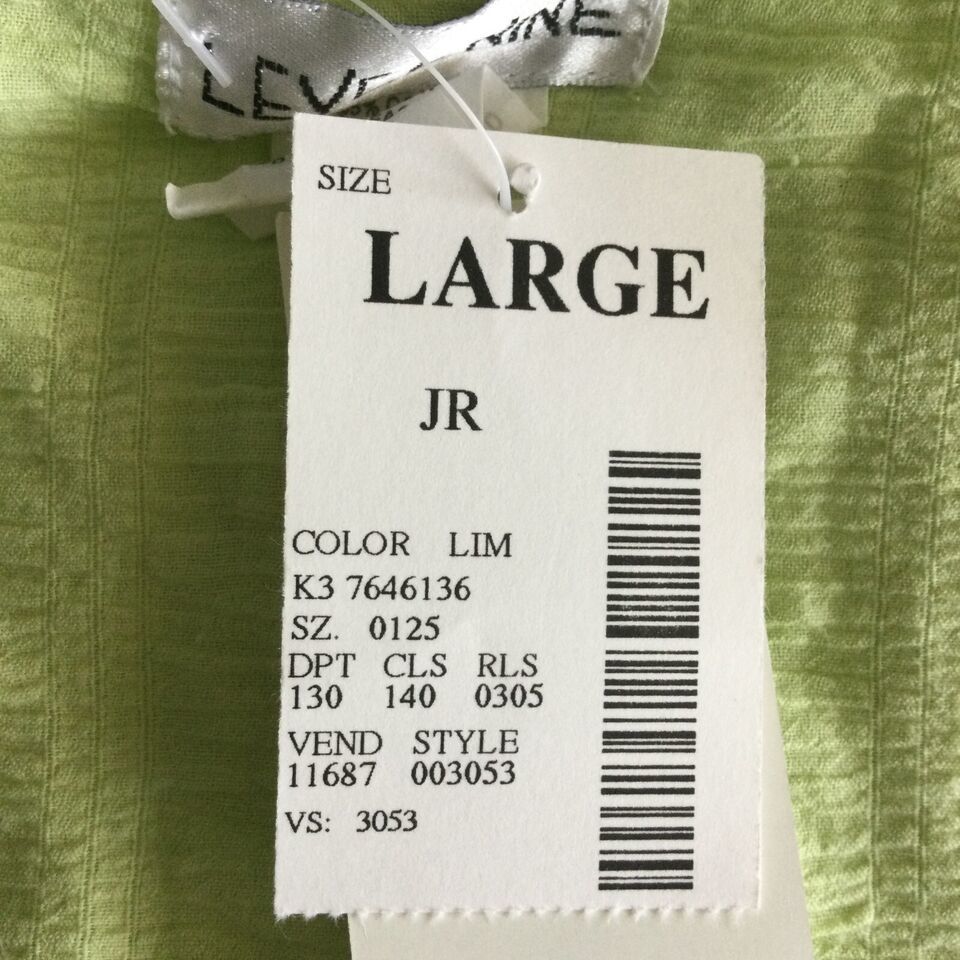 NINE
SIZE
LARGE
JR
COLOR LIM
K3 7646136
SZ. 0125
DPT CLS RLS
130 140 0305
VEND STYLE
11687 003053
VS: 3053